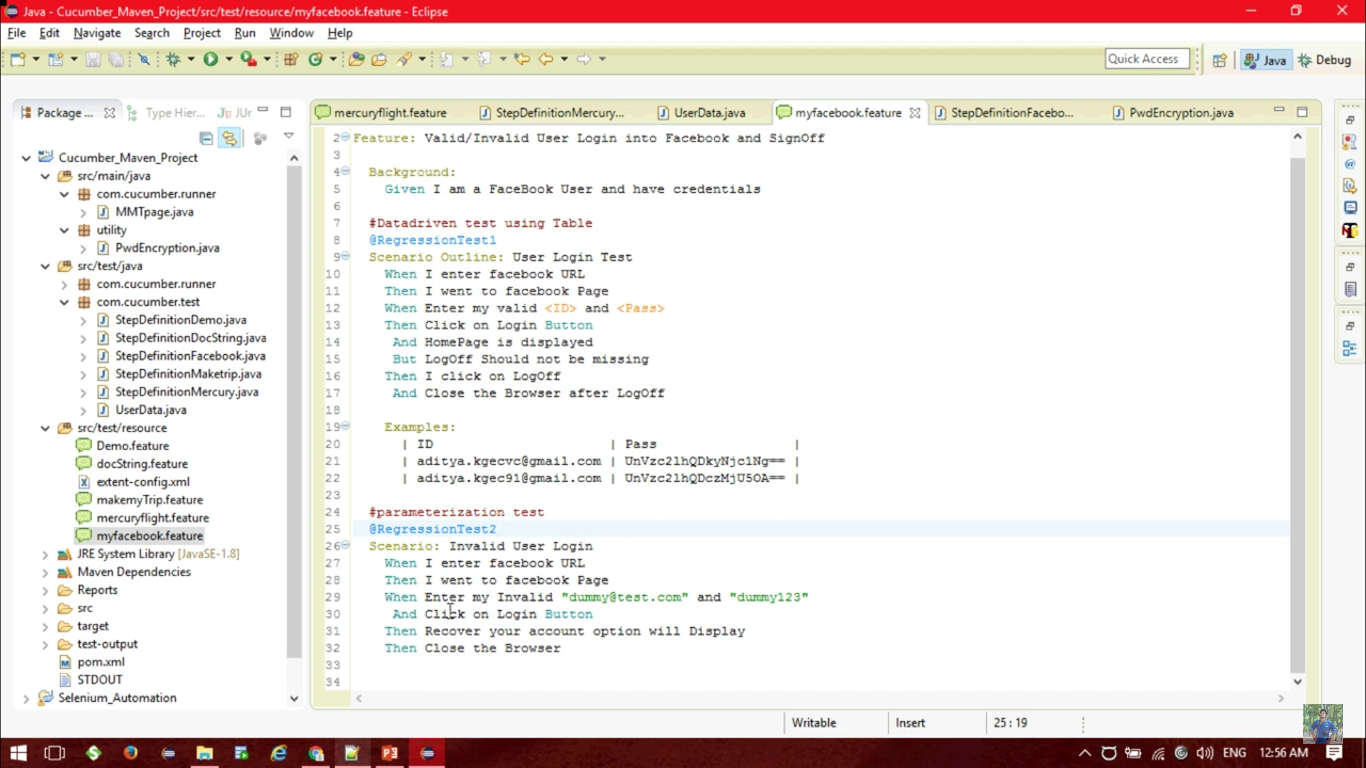 Java - Cucumber_Maven_Project/src/test/resource/myfacebook.feature - Eclipse
File Edit Navigate Search Project Run Window Help
Quick Access Java Debug
Package ... Type Hier... JUr
mercuryflight.feature StepDefinitionMercury... UserData.java myfacebook.feature StepDefinitionFacebo... PwdEncryption.java
Cucumber_Maven_Project
src/main/java
com.cucumber.runner
MMTpage.java
utility
PwdEncryption.java
src/test/java
com.cucumber.runner
com.cucumber.test
StepDefinitionDemo.java
StepDefinitionDocString.java
StepDefinitionFacebook.java
StepDefinitionMaketrip.java
StepDefinitionMercury.java
UserData.java
src/test/resource
Demo.feature
docString.feature
extent-config.xml
makemyTrip.feature
mercuryflight.feature
myfacebook.feature
JRE System Library [JavaSE-1.8]
Maven Dependencies
Reports
src
target
test-output
pom.xml
STDOUT
Selenium_Automation
2 Feature: Valid/Invalid User Login into Facebook and SignOff
3
4 Background:
5 Given I am a FaceBook User and have credentials
6
7 #Datadriven test using Table
8 @RegressionTest1
9 Scenario Outline: User Login Test
10 When I enter facebook URL
11 Then I went to facebook Page
12 When Enter my valid <ID> and <Pass>
13 Then Click on Login Button
14 And HomePage is displayed
15 But LogOff Should not be missing
16 Then I click on LogOff
17 And Close the Browser after LogOff
18
19 Examples:
20 | ID | Pass |
21 | aditya.kgecvc@gmail.com | UnVzc2lhQDkyNjc1Ng== |
22 | aditya.kgec91@gmail.com | UnVzc2lhQDczMjU5OA== |
23
24 #parameterization test
25 @RegressionTest2
26 Scenario: Invalid User Login
27 When I enter facebook URL
28 Then I went to facebook Page
29 When Enter my Invalid "dummy@test.com" and "dummy123"
30 And Click on Login Button
31 Then Recover your account option will Display
32 Then Close the Browser
33
34
Writable Insert 25 : 19
ENG 12:56 AM